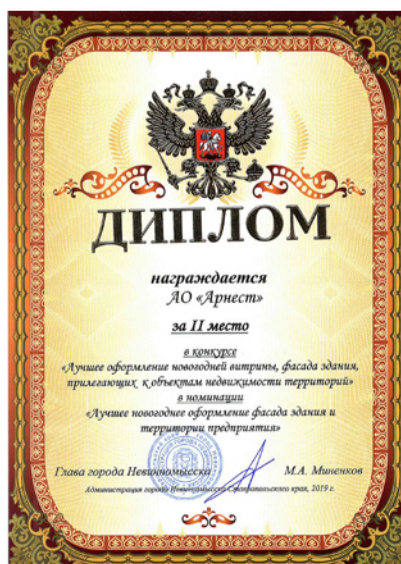 ДИПЛОМ
награждается
АО «Арнест»
за II место
в конкурсе
«Лучшее оформление новогодней витрины, фасада здания,
прилегающих к объектам недвижимости территорий»
в номинации
«Лучшее новогоднее оформление фасада здания и
территории предприятия»
Глава города Невинномысска М.А. Миненков
Администрация города Невинномысска Ставропольского края, 2019 г.